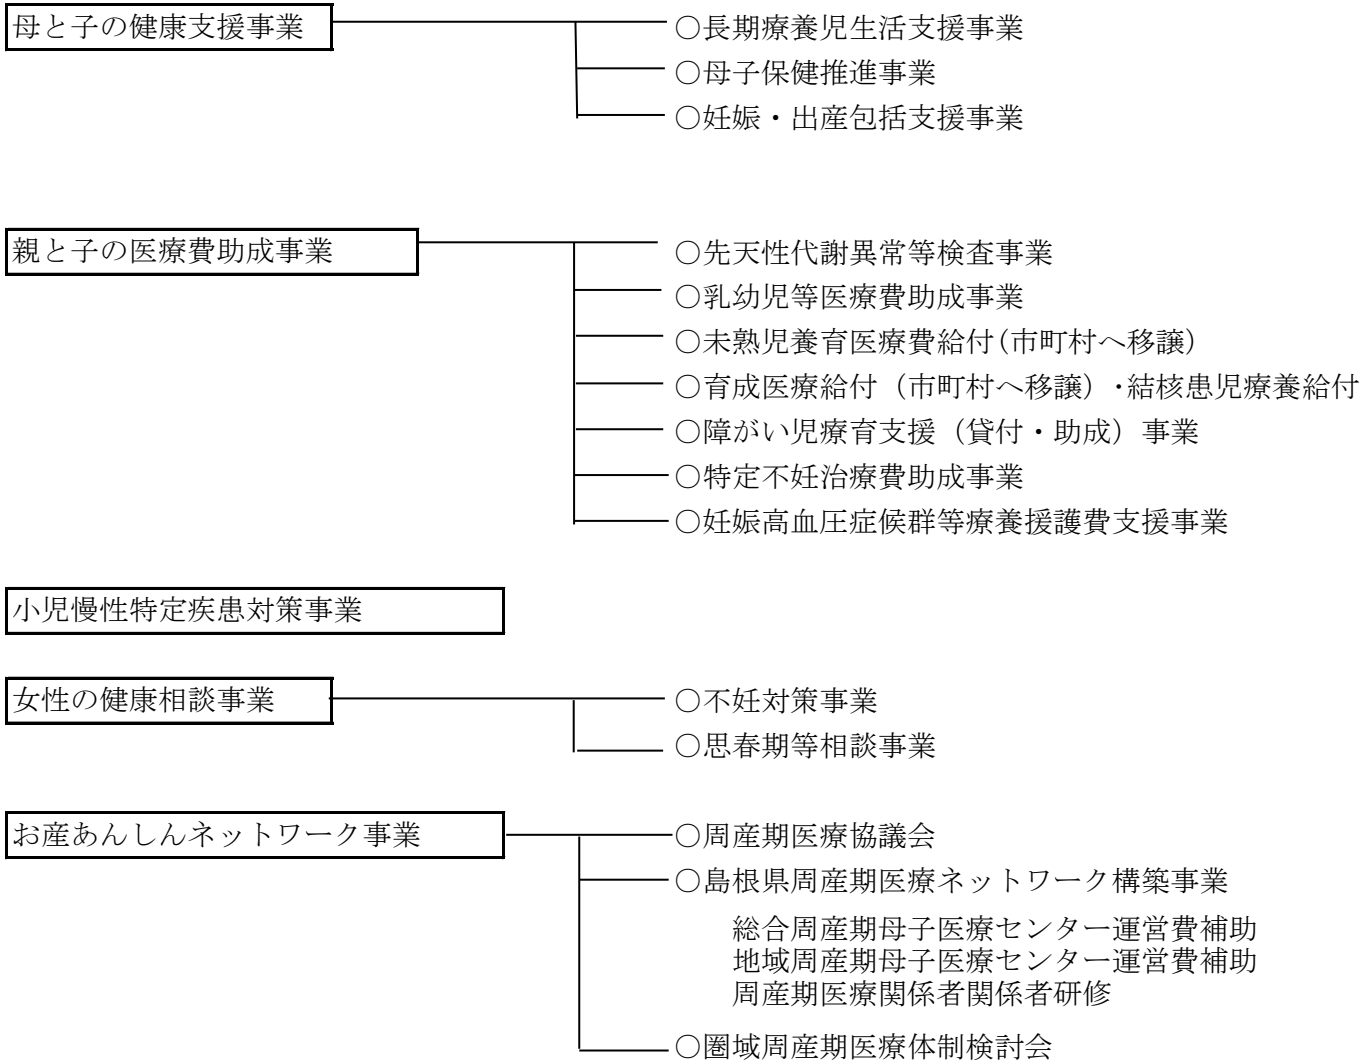 母と子の健康支援事業
○長期療養児生活支援事業
○母子保健推進事業
○妊娠・出産包括支援事業
親と子の医療費助成事業
○先天性代謝異常等検査事業
○乳幼児等医療費助成事業
○未熟児養育医療費給付(市町村へ移譲)
○育成医療給付（市町村へ移譲）・結核患児療養給付
○障がい児療育支援（貸付・助成）事業
○特定不妊治療費助成事業
○妊娠高血圧症候群等療養援護費支援事業
小児慢性特定疾患対策事業
女性の健康相談事業
○不妊対策事業
○思春期等相談事業
お産あんしんネットワーク事業
○周産期医療協議会
○島根県周産期医療ネットワーク構築事業
総合周産期母子医療センター運営費補助
地域周産期母子医療センター運営費補助
周産期医療関係者関係者研修
○圏域周産期医療体制検討会